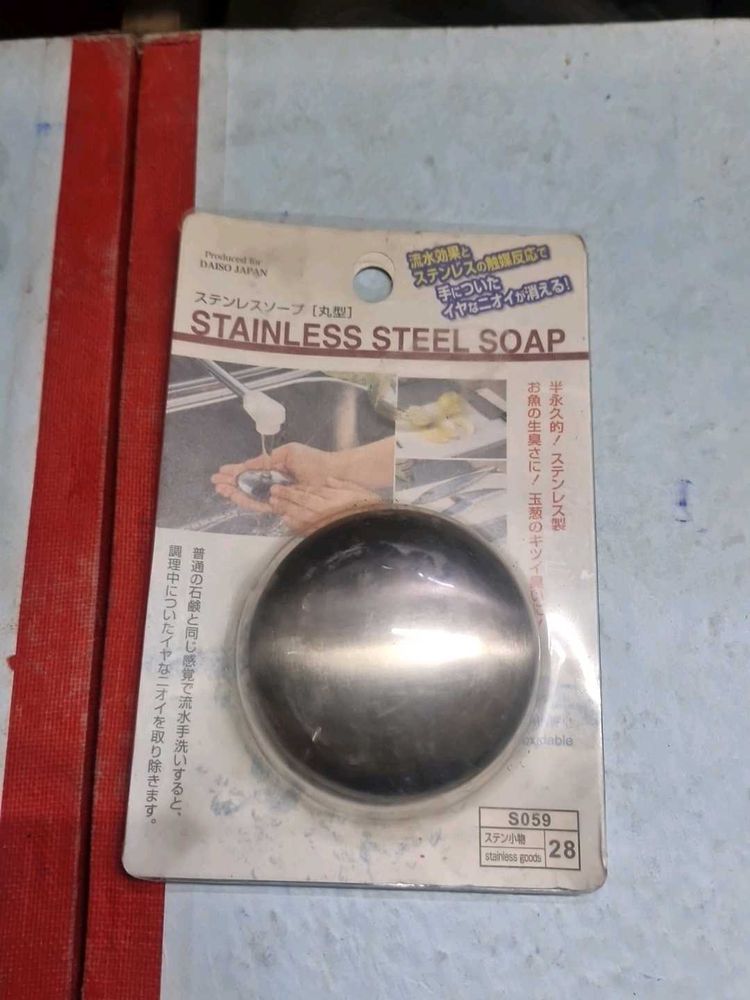 Produced for
DAISO JAPAN
流水効果と
ステンレスの触媒反応で
手についた
イヤなニオイが消える!
ステンレスソープ [丸型]
STAINLESS STEEL SOAP
半永久的! ステンレス製
お魚の生臭さに! 玉葱のキツイ臭いに!
普通の石鹸と同じ感覚で流水手洗いすると、
調理中についたイヤなニオイを取り除きます。
S059
ステン小物
stainless goods
28